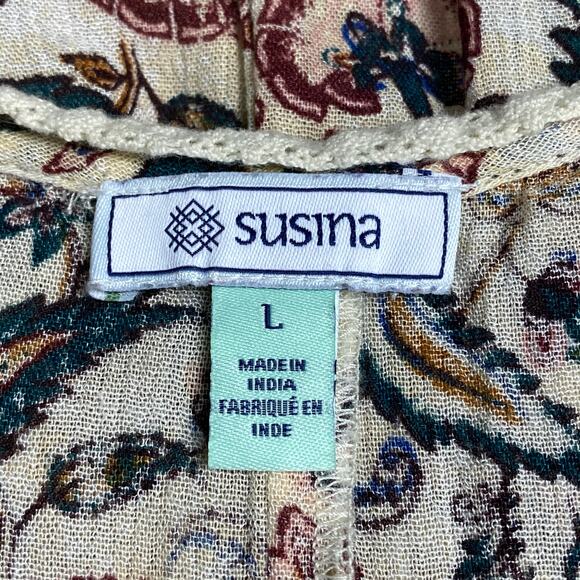 susina
L
MADE IN
INDIA
FABRIQUÉ EN
INDE